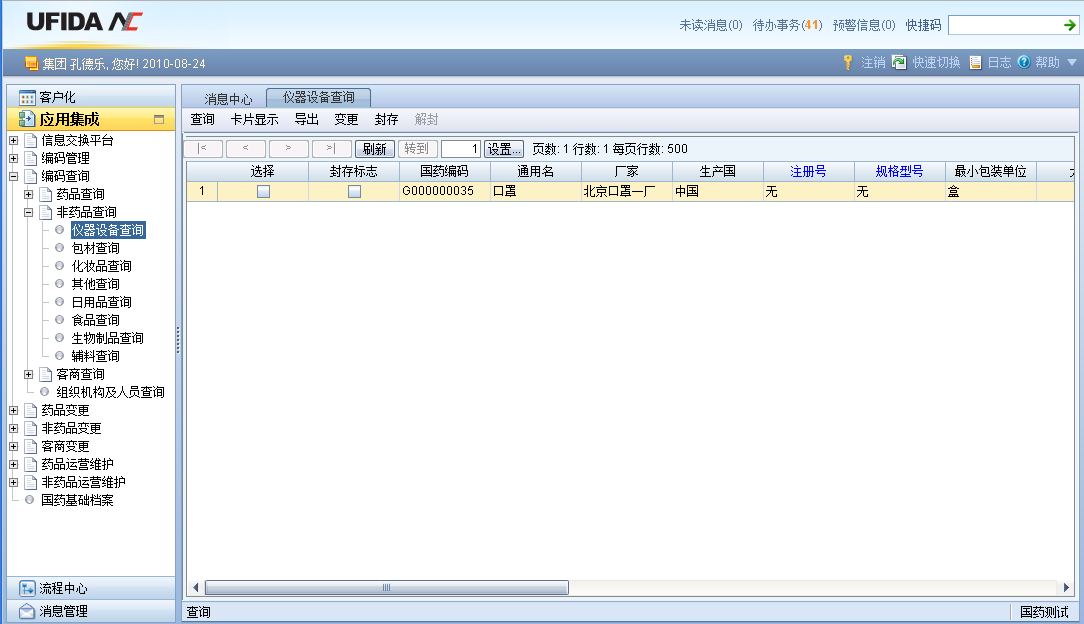 UFIDA NC
未读消息(0) 待办事务(41) 预警信息(0) 快捷码
集团 孔德乐, 您好! 2010-08-24
注销 快速切换 日志 帮助
客户化
应用集成
信息交换平台
编码管理
编码查询
药品查询
非药品查询
仪器设备查询
包材查询
化妆品查询
其他查询
日用品查询
食品查询
生物制品查询
辅料查询
客商查询
组织机构及人员查询
药品变更
非药品变更
客商变更
药品运营维护
非药品运营维护
国药基础档案
流程中心
消息管理
消息中心 仪器设备查询
查询 卡片显示 导出 变更 封存 解封
|< < > >| 刷新 转到 1 设置... 页数: 1 行数: 1 每页行数: 500
选择 封存标志 国药编码 通用名 厂家 生产国 注册号 规格型号 最小包装单位
1 G000000035 口罩 北京口罩一厂 中国 无 无 盒
查询 国药测试